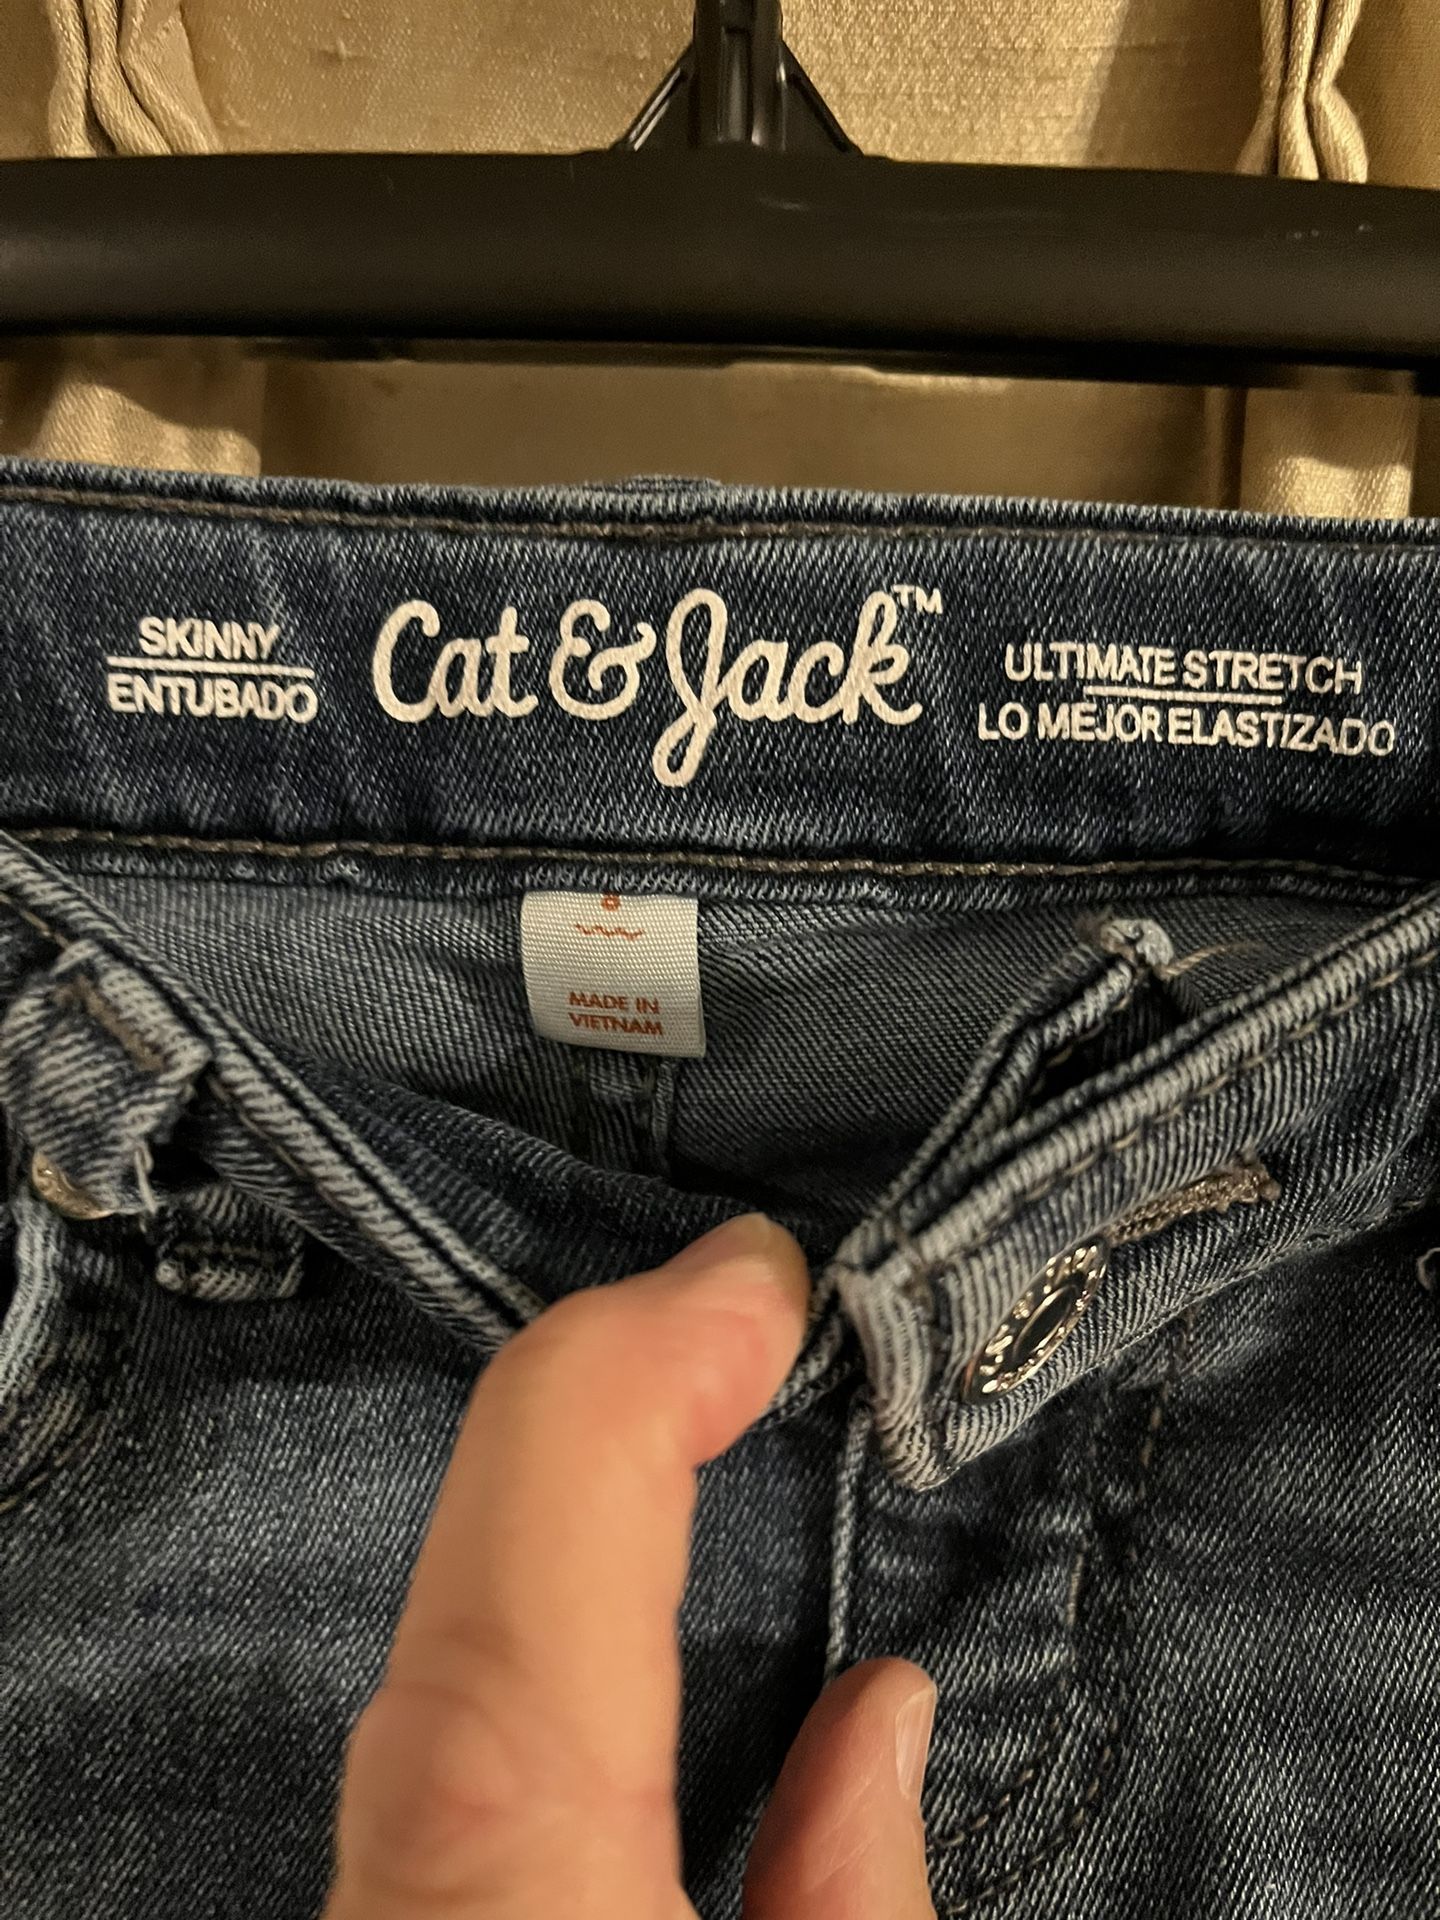 SKINNY
ENTUBADO
Cat & Jack™
ULTIMATE STRETCH
LO MEJOR ELASTIZADO
MADE IN
VIETNAM